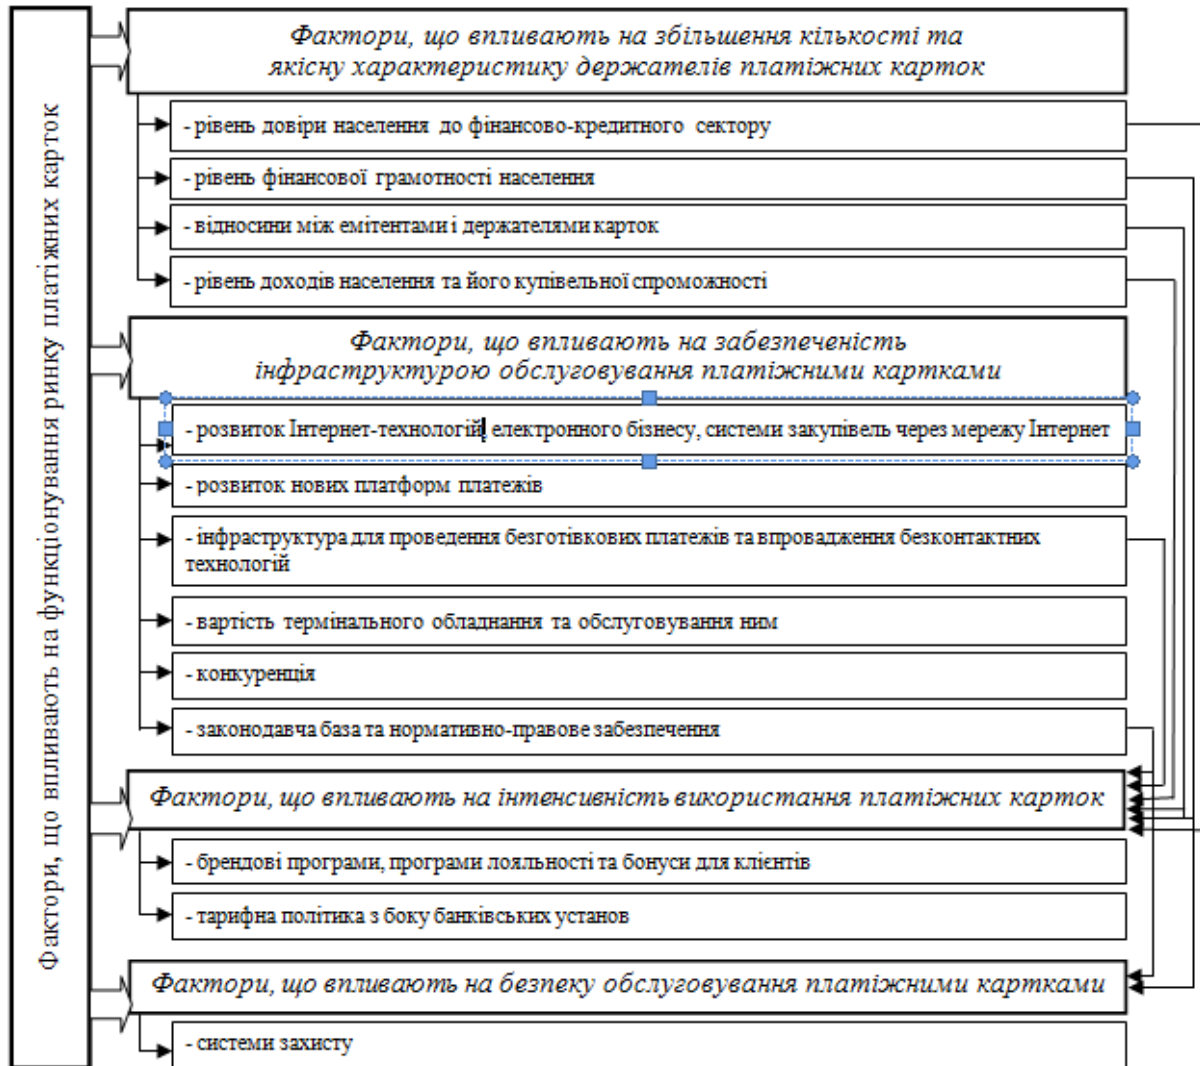 Фактори, що впливають на функціонування ринку платіжних карток
Фактори, що впливають на збільшення кількості та
якісну характеристику держателів платіжних карток
- рівень довіри населення до фінансово-кредитного сектору
- рівень фінансової грамотності населення
- відносини між емітентами і держателями карток
- рівень доходів населення та його купівельної спроможності
Фактори, що впливають на забезпеченість
інфраструктурою обслуговування платіжними картками
- розвиток Інтернет-технологій, електронного бізнесу, системи закупівель через мережу Інтернет
- розвиток нових платформ платежів
- інфраструктура для проведення безготівкових платежів та впровадження безконтактних
технологій
- вартість термінального обладнання та обслуговування ним
- конкуренція
- законодавча база та нормативно-правове забезпечення
Фактори, що впливають на інтенсивність використання платіжних карток
- брендові програми, програми лояльності та бонуси для клієнтів
- тарифна політика з боку банківських установ
Фактори, що впливають на безпеку обслуговування платіжними картками
- системи захисту